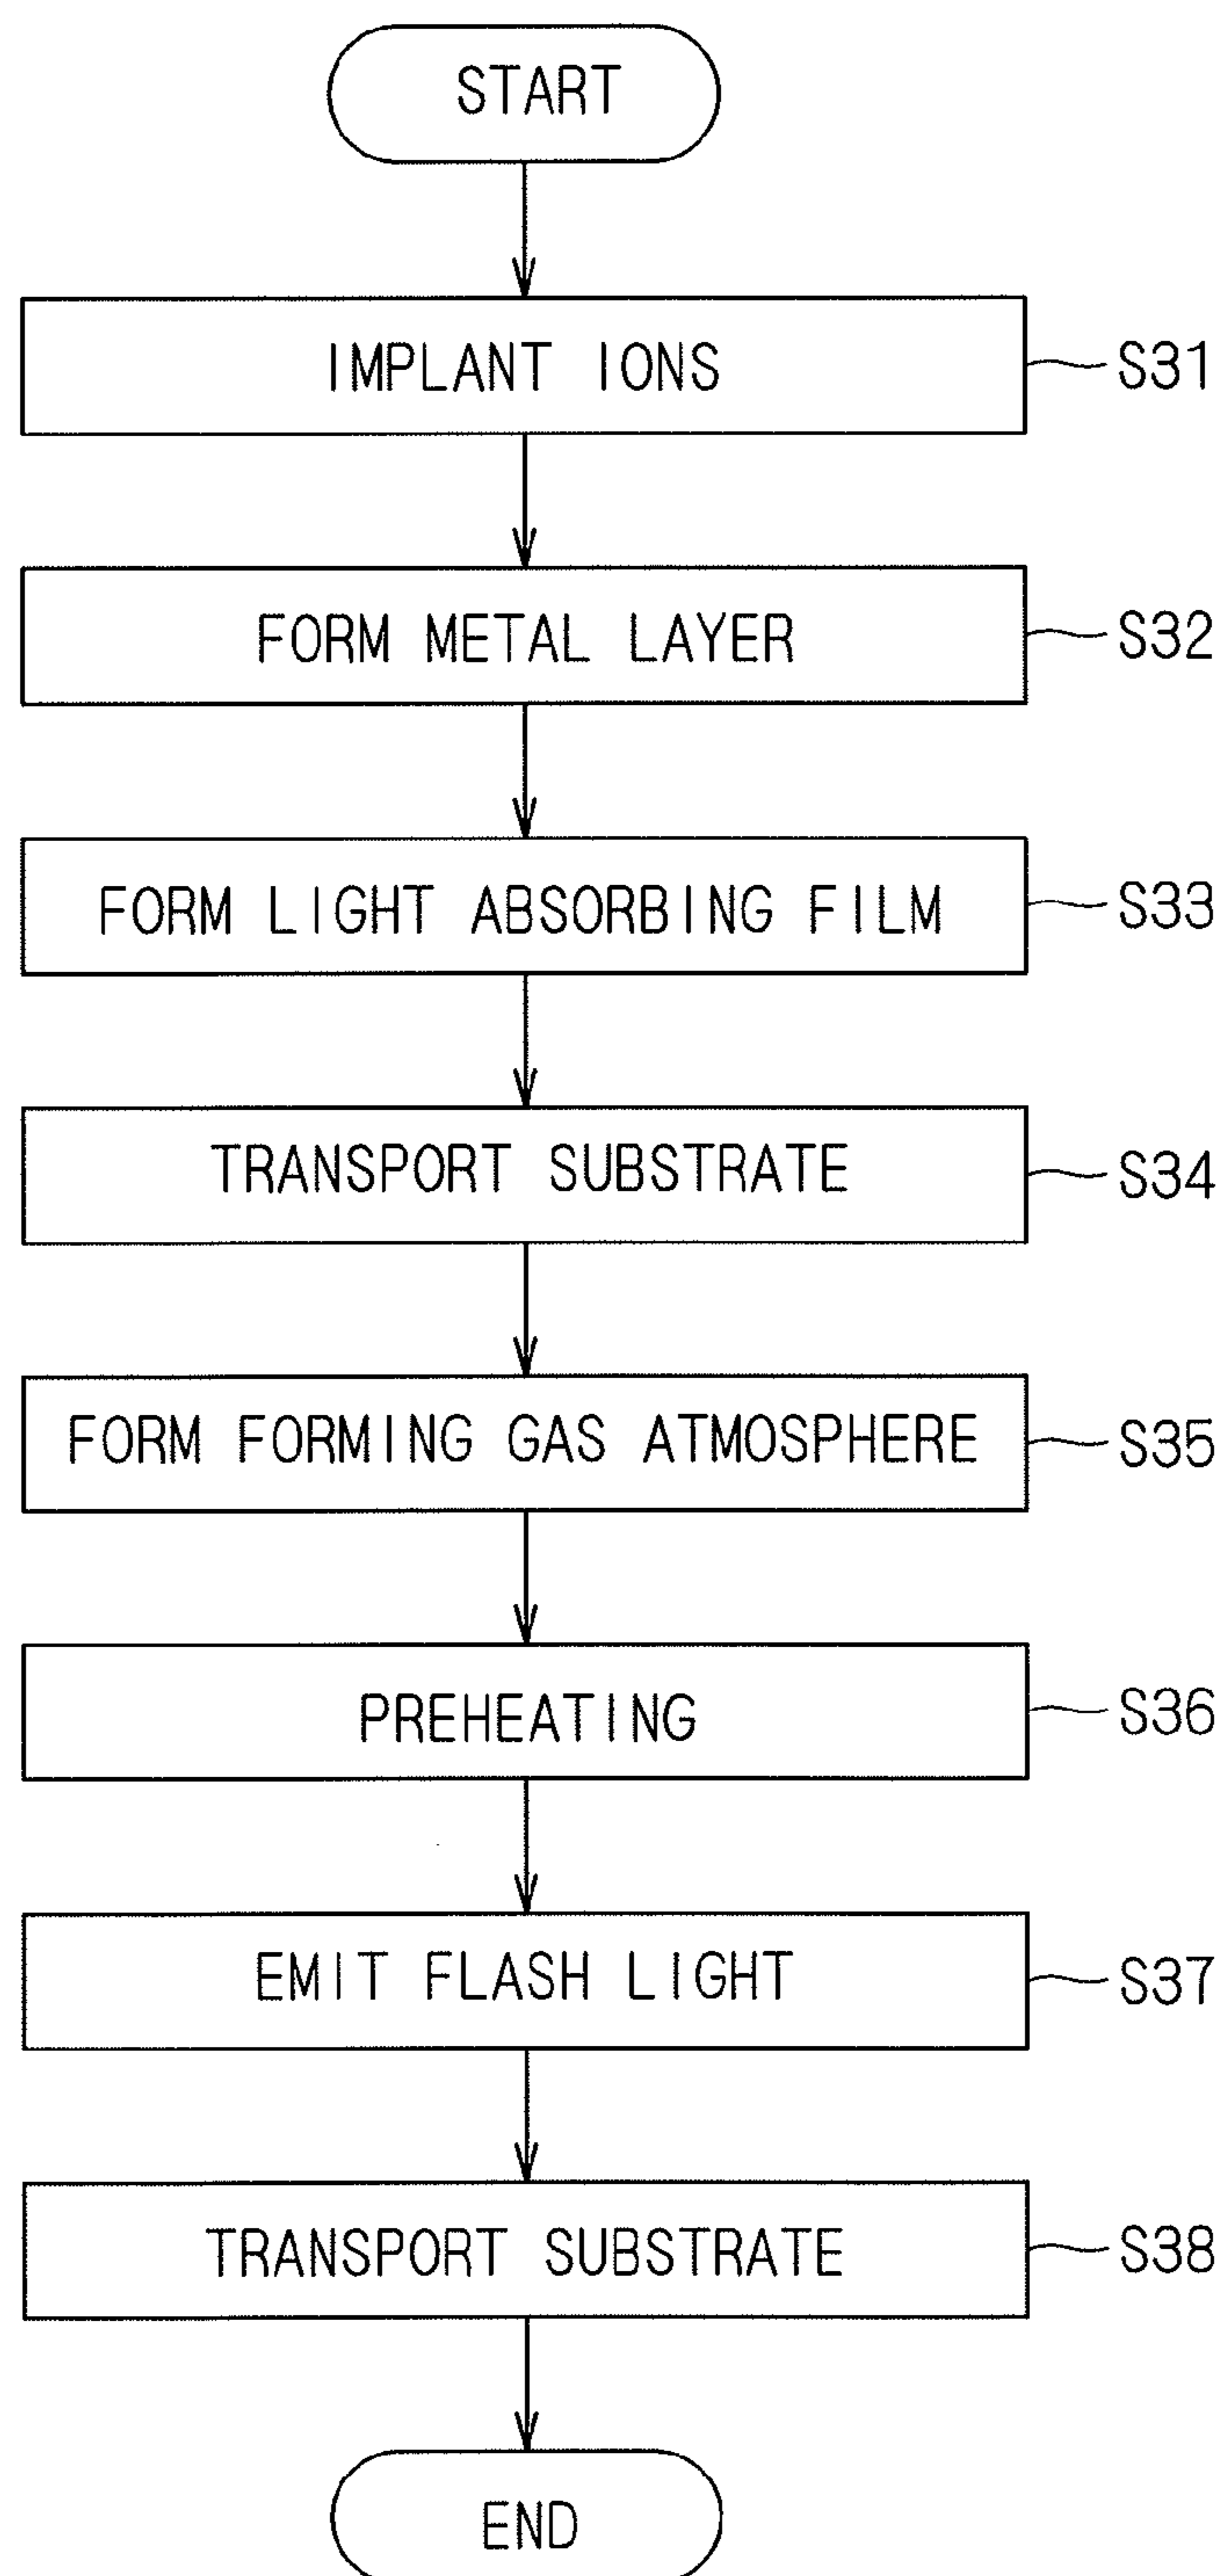 START
IMPLANT IONS
S31
FORM METAL LAYER
S32
FORM LIGHT ABSORBING FILM
S33
TRANSPORT SUBSTRATE
S34
FORM FORMING GAS ATMOSPHERE
S35
PREHEATING
S36
EMIT FLASH LIGHT
S37
TRANSPORT SUBSTRATE
S38
END